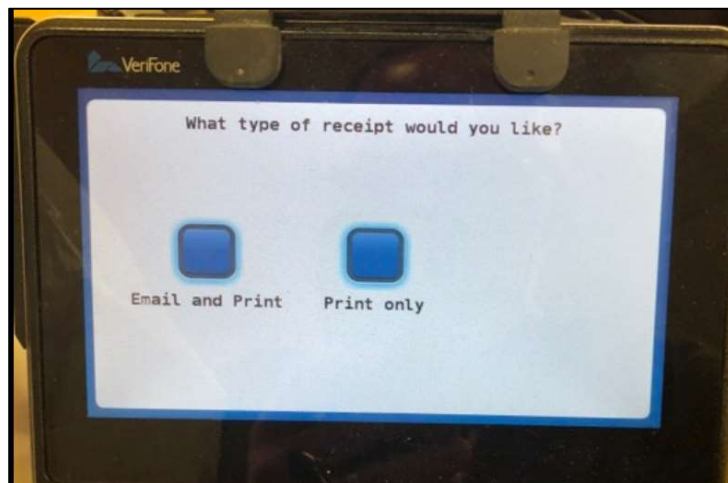 VeriFone
What type of receipt would you like?
Email and Print
Print only